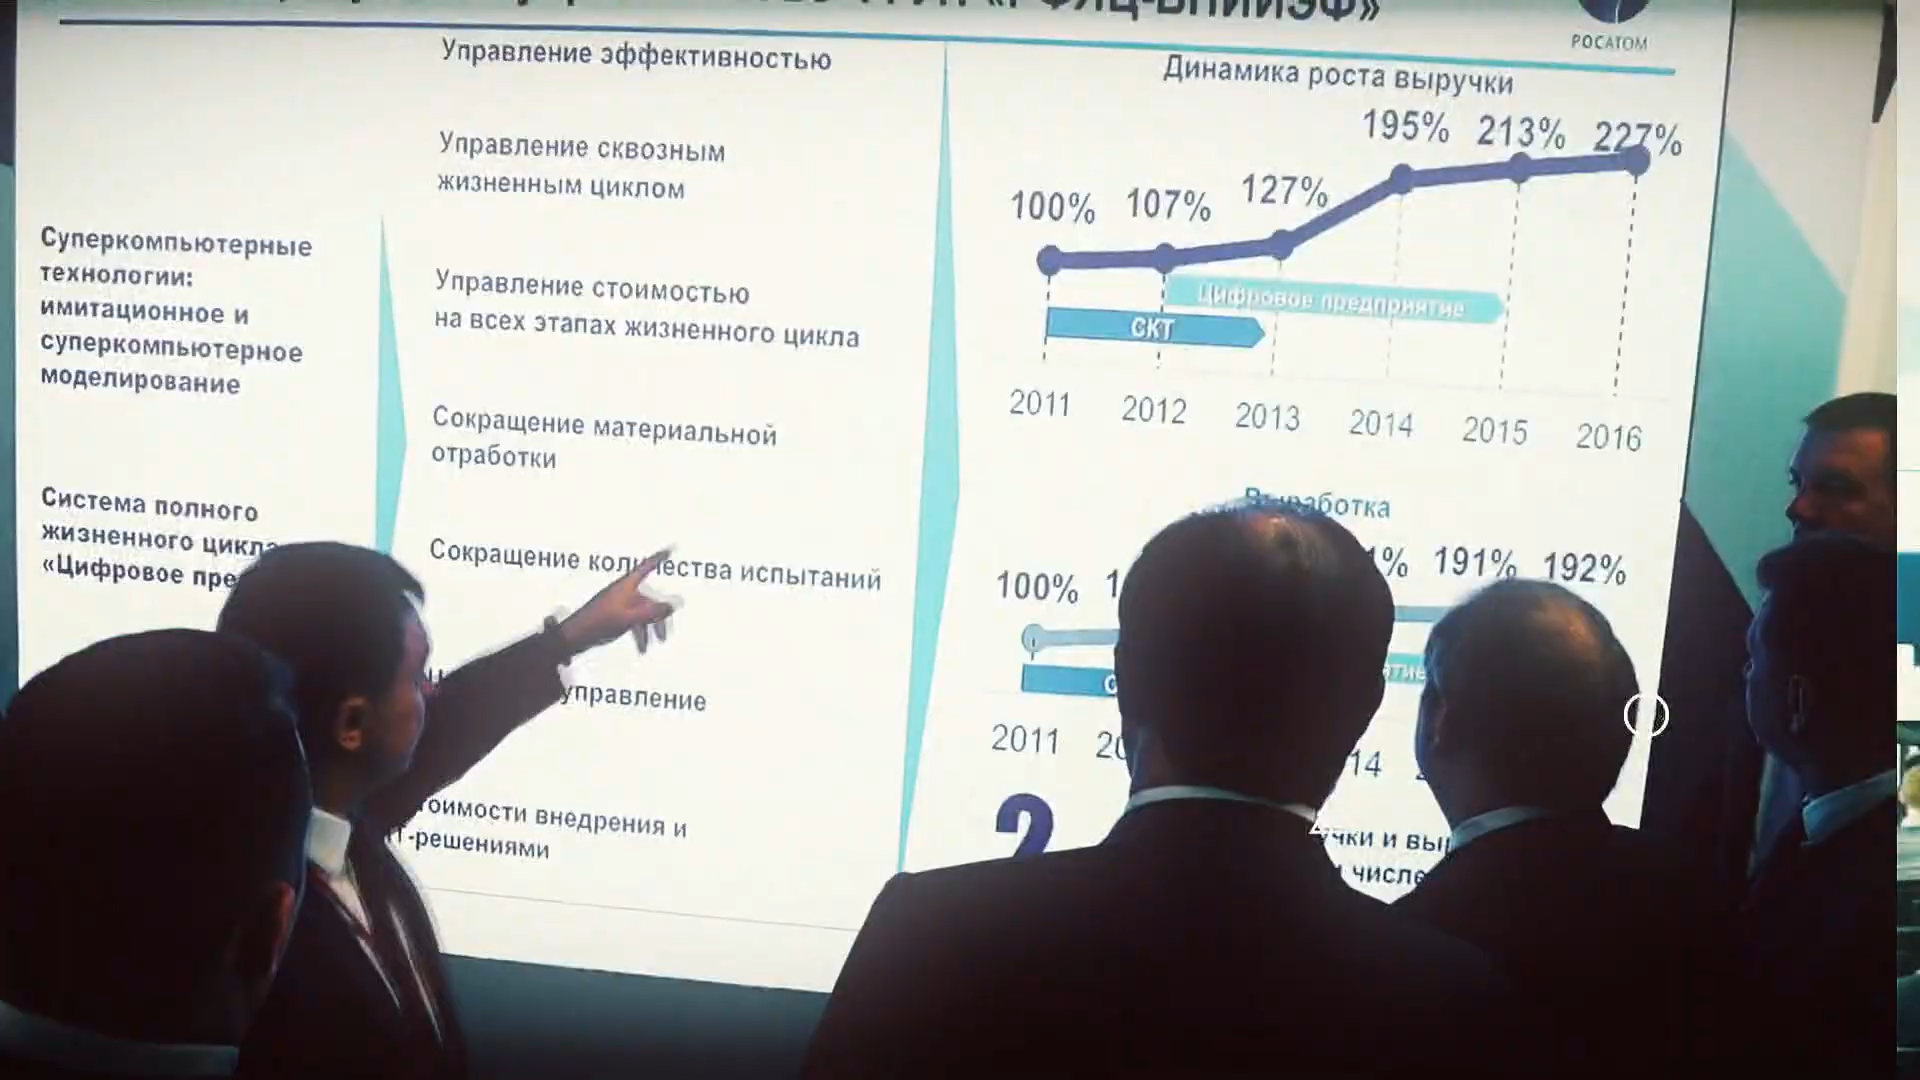 «РФЯЦ-ВНИИЭФ»
РОСАТОМ
Суперкомпьютерные
технологии:
имитационное и
суперкомпьютерное
моделирование
Система полного
жизненного цикла
«Цифровое пре
Управление эффективностью
Управление сквозным
жизненным циклом
Управление стоимостью
на всех этапах жизненного цикла
Сокращение материальной
отработки
Сокращение количества испытаний
управление
тоимости внедрения и
IT-решениями
Динамика роста выручки
100% 107% 127% 195% 213% 227%
Цифровое предприятие
СКТ
2011 2012 2013 2014 2015 2016
Выработка
100% 1 1% 191% 192%
тие
С
2011 20 14
2
чки и выр
числе